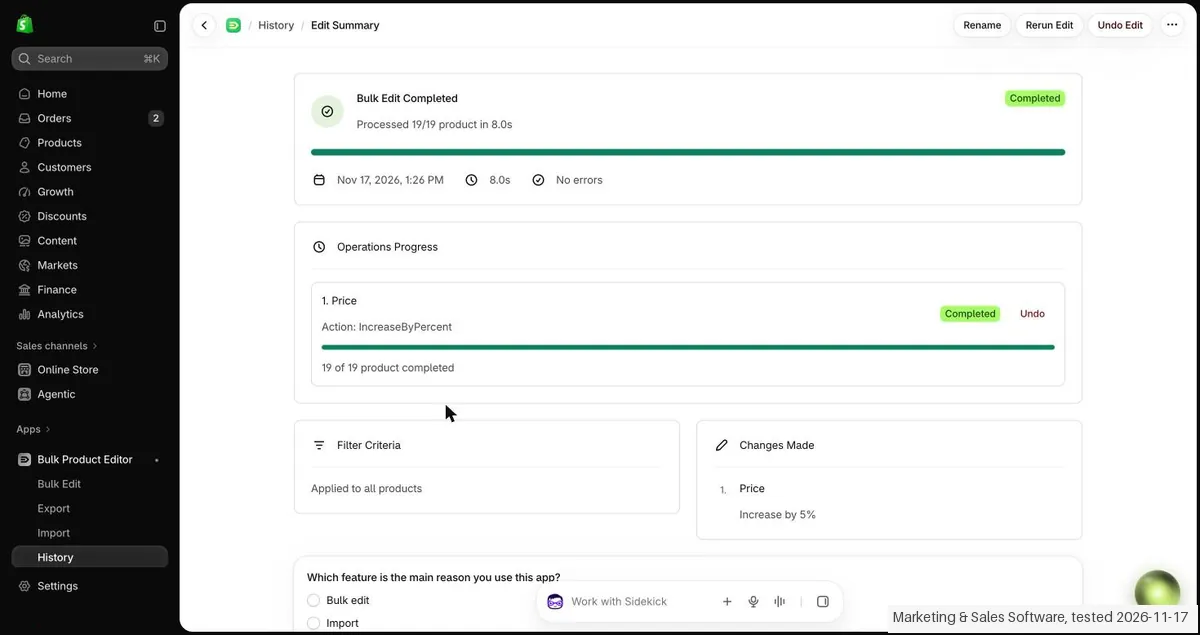 Search ⌘K
Home
Orders 2
Products
Customers
Growth
Discounts
Content
Markets
Finance
Analytics
Sales channels
Online Store
Agentic
Apps
Bulk Product Editor
Bulk Edit
Export
Import
History
Settings
/ History / Edit Summary
Rename Rerun Edit Undo Edit
Bulk Edit Completed
Completed
Processed 19/19 product in 8.0s
Nov 17, 2026, 1:26 PM 8.0s No errors
Operations Progress
1. Price
Completed Undo
Action: IncreaseByPercent
19 of 19 product completed
Filter Criteria
Applied to all products
Changes Made
1. Price
Increase by 5%
Which feature is the main reason you use this app?
Bulk edit
Import
Work with Sidekick
Marketing & Sales Software, tested 2026-11-17